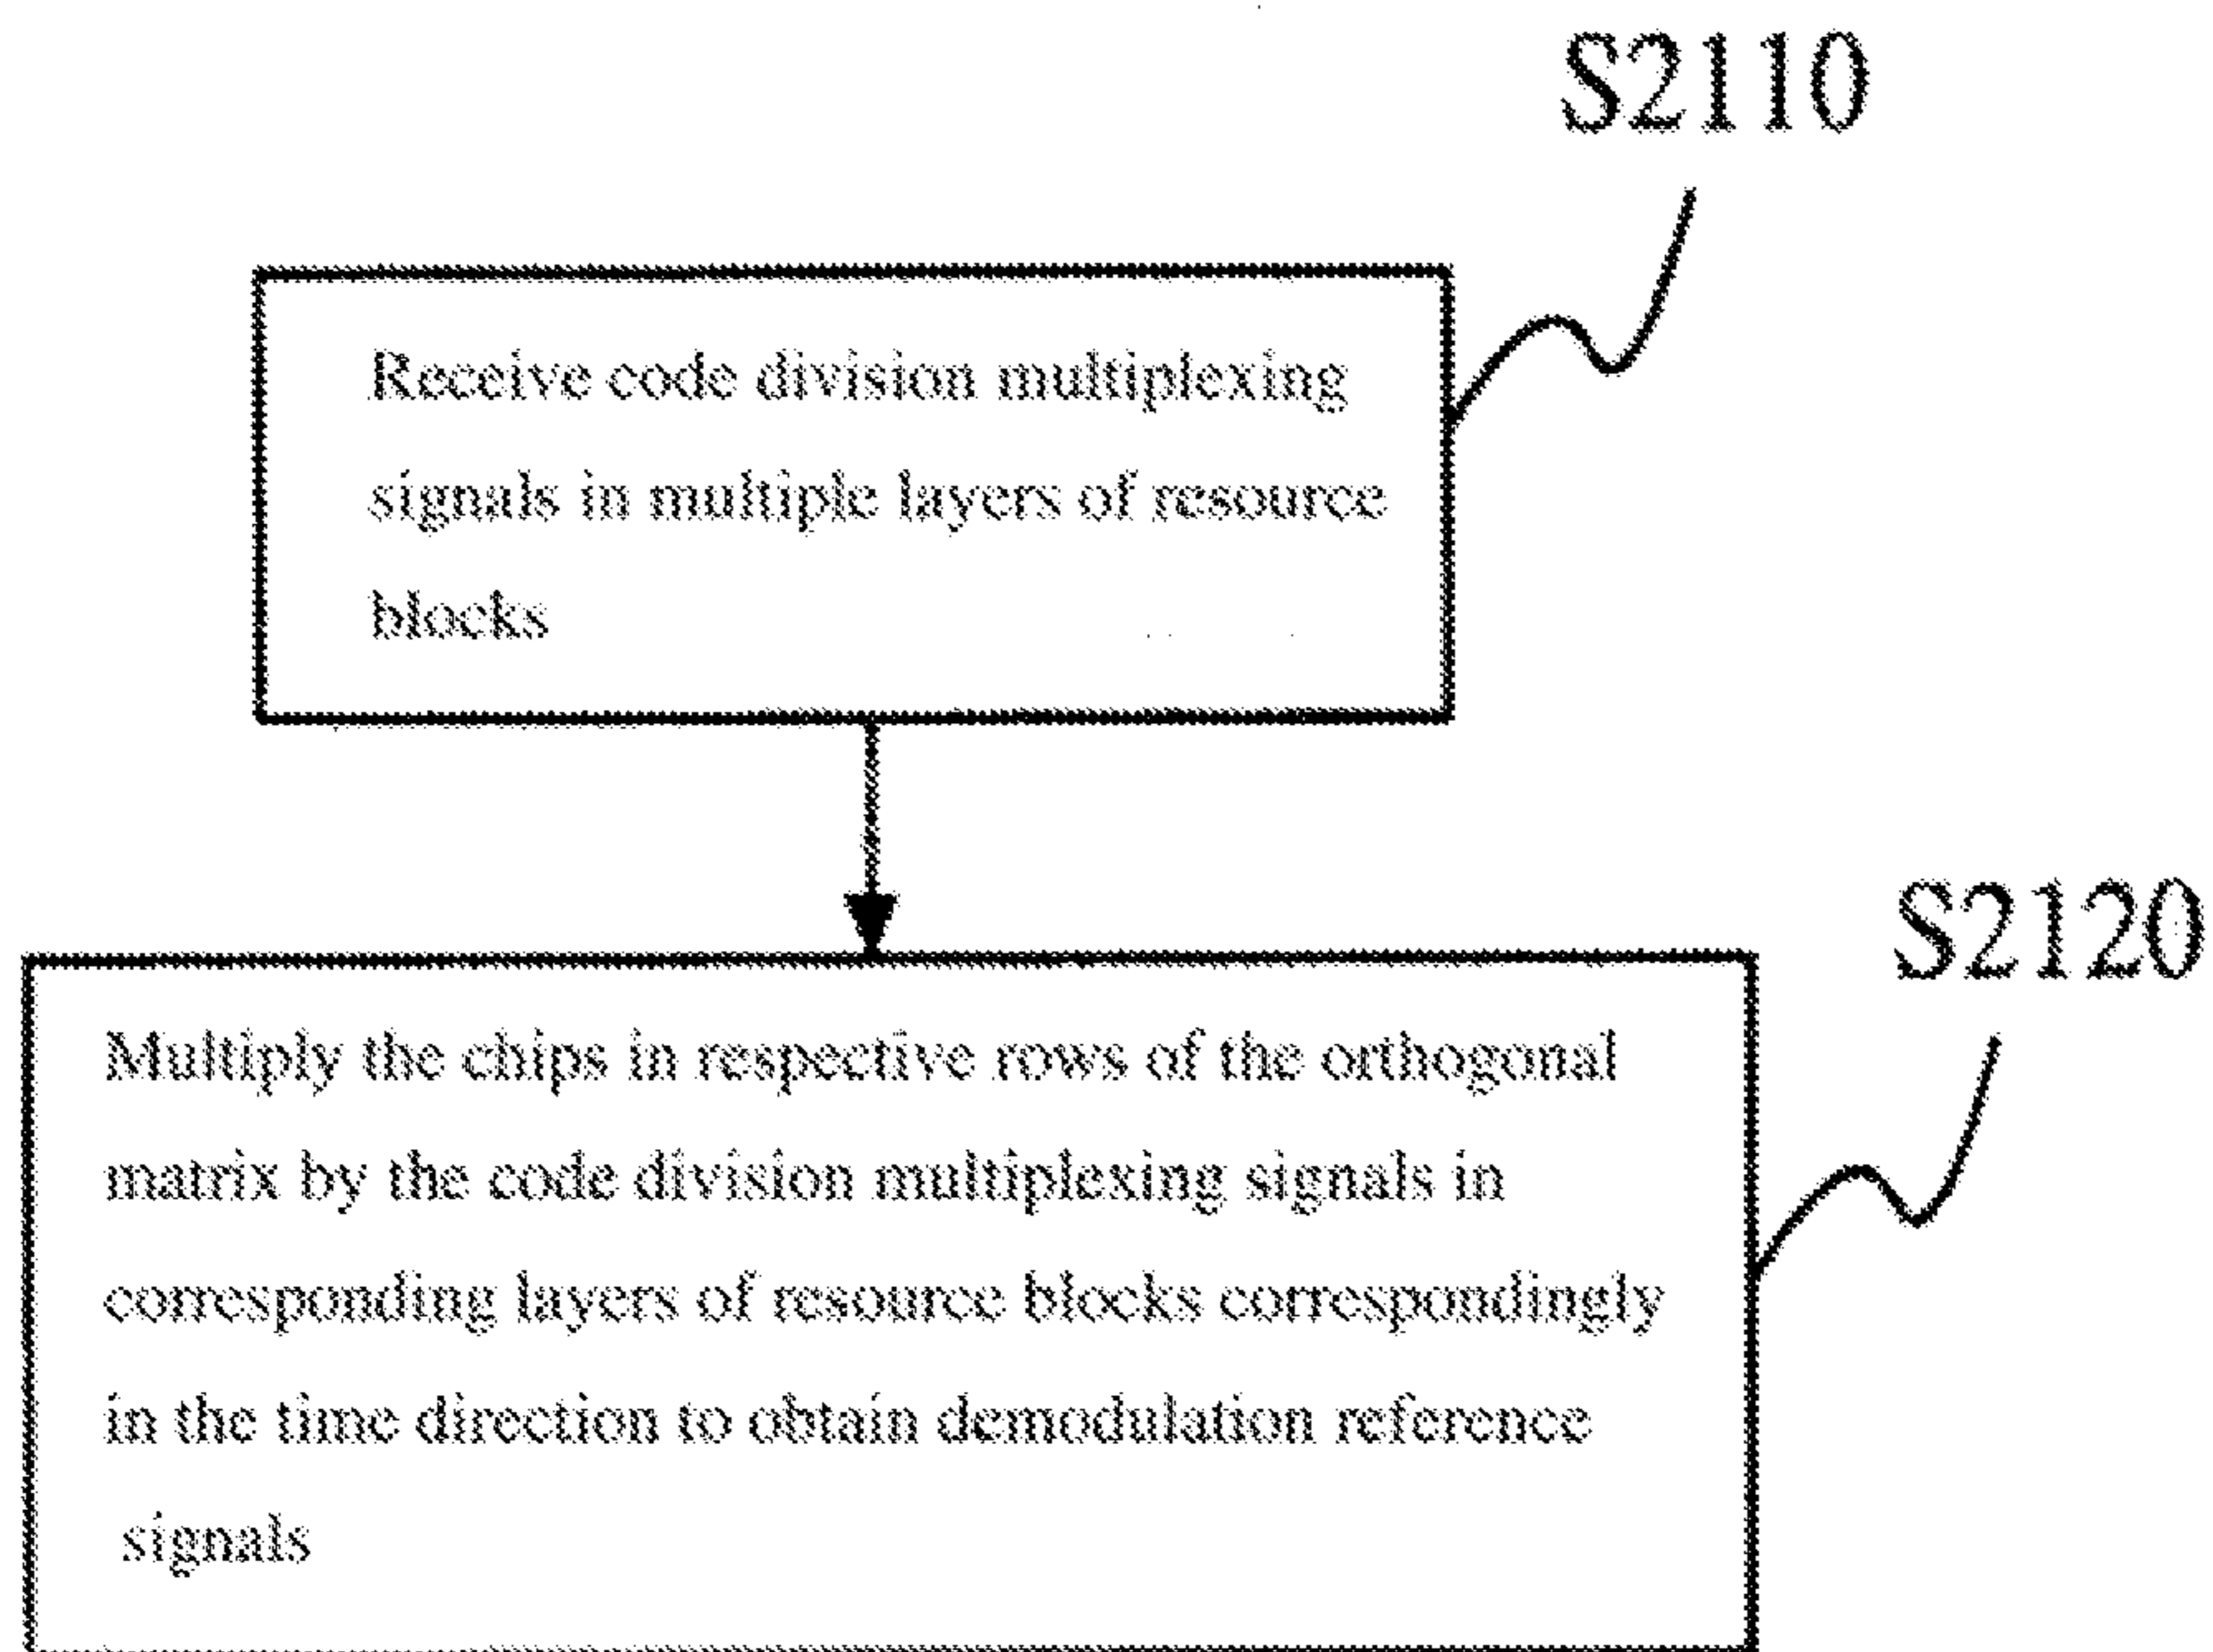 S2110
Receive code division multiplexing
signals in multiple layers of resource
blocks
S2120
Multiply the chips in respective rows of the orthogonal
matrix by the code division multiplexing signals in
corresponding layers of resource blocks correspondingly
in the time direction to obtain demodulation reference
signals